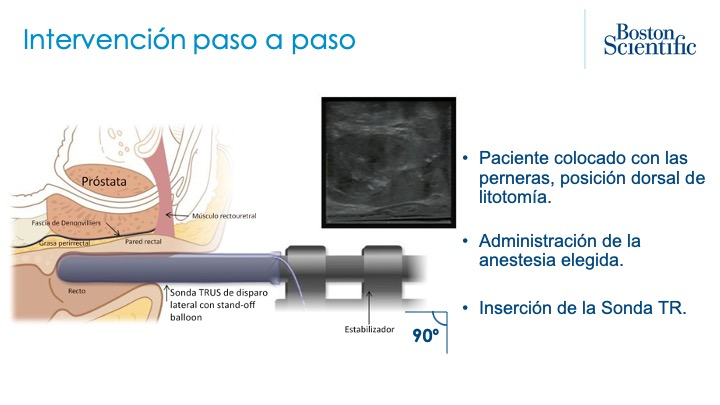 Intervención paso a paso
Boston
Scientific
Próstata
Músculo rectouretral
Fascia de Denonvilliers
Grasa perirrectal
Pared rectal
Recto
Sonda TRUS de disparo
lateral con stand-off
balloon
Estabilizador
90º
• Paciente colocado con las
perneras, posición dorsal de
litotomía.
• Administración de la
anestesia elegida.
• Inserción de la Sonda TR.